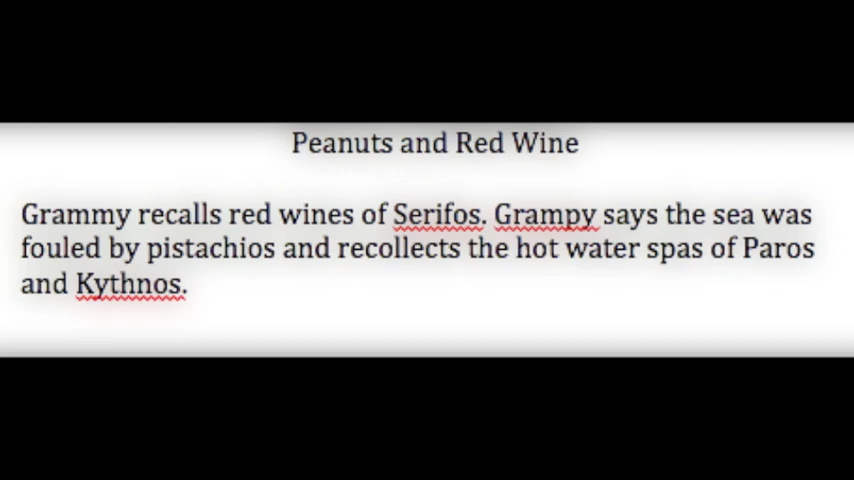 Peanuts and Red Wine
Grammy recalls red wines of Serifos. Grampy says the sea was
fouled by pistachios and recollects the hot water spas of Paros
and Kythnos.